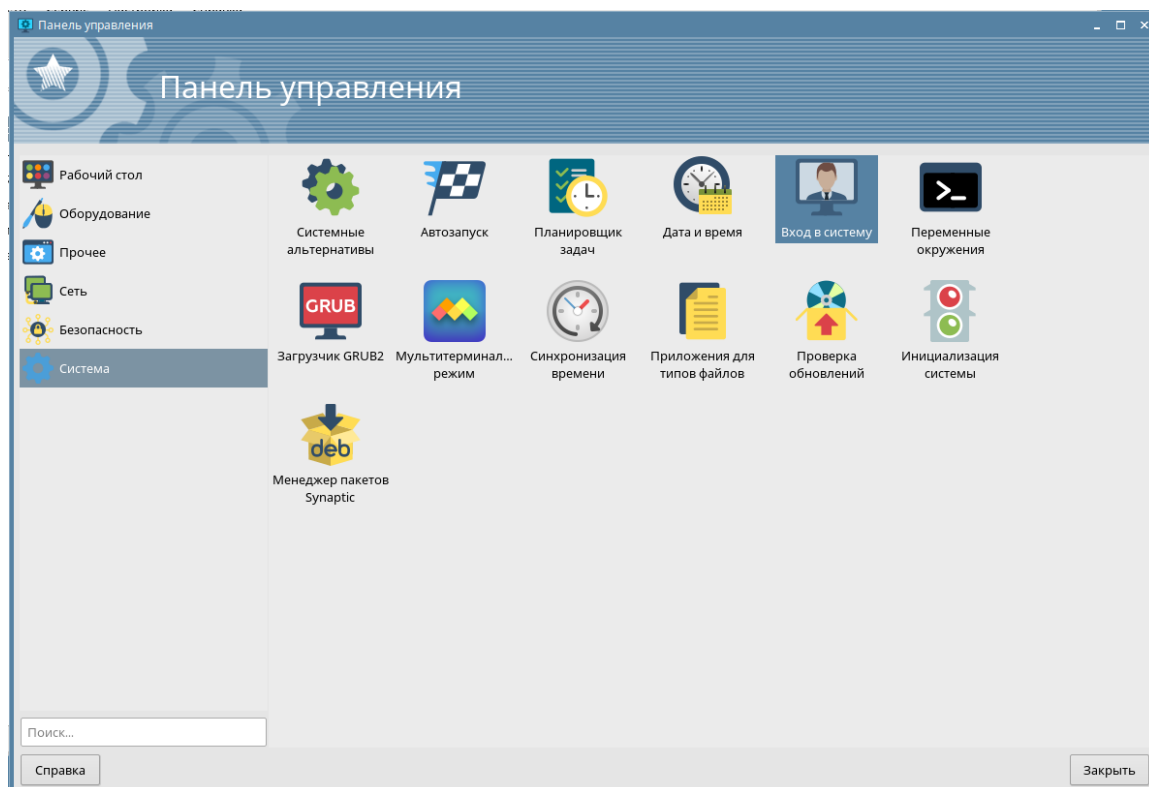 Панель управления
Панель управления
Рабочий стол
Оборудование
Прочее
Сеть
Безопасность
Система
Системные
альтернативы
Автозапуск
Планировщик
задач
Дата и время
Вход в систему
Переменные
окружения
GRUB
Загрузчик GRUB2
Мультитерминал...
режим
Синхронизация
времени
Приложения для
типов файлов
Проверка
обновлений
Инициализация
системы
deb
Менеджер пакетов
Synaptic
Поиск...
Справка
Закрыть